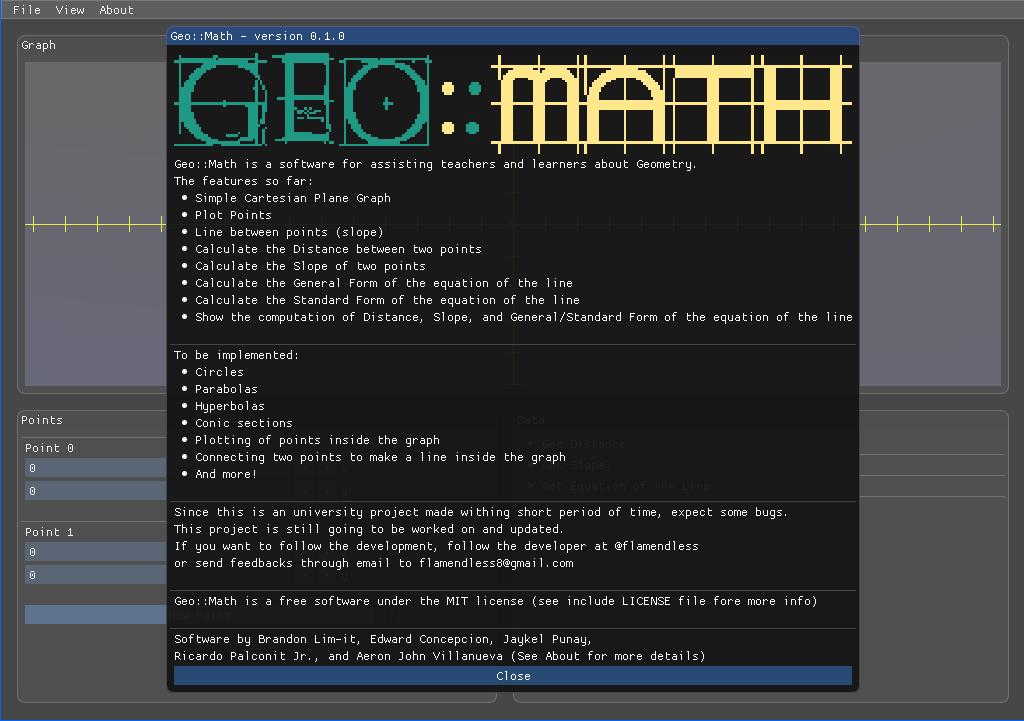 File View About
Graph
Geo::Math - version 0.1.0
GEO::MATH
Geo::Math is a software for assisting teachers and learners about Geometry.
The features so far:
• Simple Cartesian Plane Graph
• Plot Points
• Line between points (slope)
• Calculate the Distance between two points
• Calculate the Slope of two points
• Calculate the General Form of the equation of the line
• Calculate the Standard Form of the equation of the line
• Show the computation of Distance, Slope, and General/Standard Form of the equation of the line
To be implemented:
• Circles
• Parabolas
• Hyperbolas
• Conic sections
• Plotting of points inside the graph
• Connecting two points to make a line inside the graph
• And more!
Since this is an university project made withing short period of time, expect some bugs.
This project is still going to be worked on and updated.
If you want to follow the development, follow the developer at @flamendless
or send feedbacks through email to flamendless8@gmail.com
Geo::Math is a free software under the MIT license (see include LICENSE file fore more info)
Software by Brandon Lim-it, Edward Concepcion, Jaykel Punay,
Ricardo Palconit Jr., and Aeron John Villanueva (See About for more details)
Close
Points
Point 0
0
0
Point 1
0
0
Data
Get Distance
Slope
Get Equation of the Line